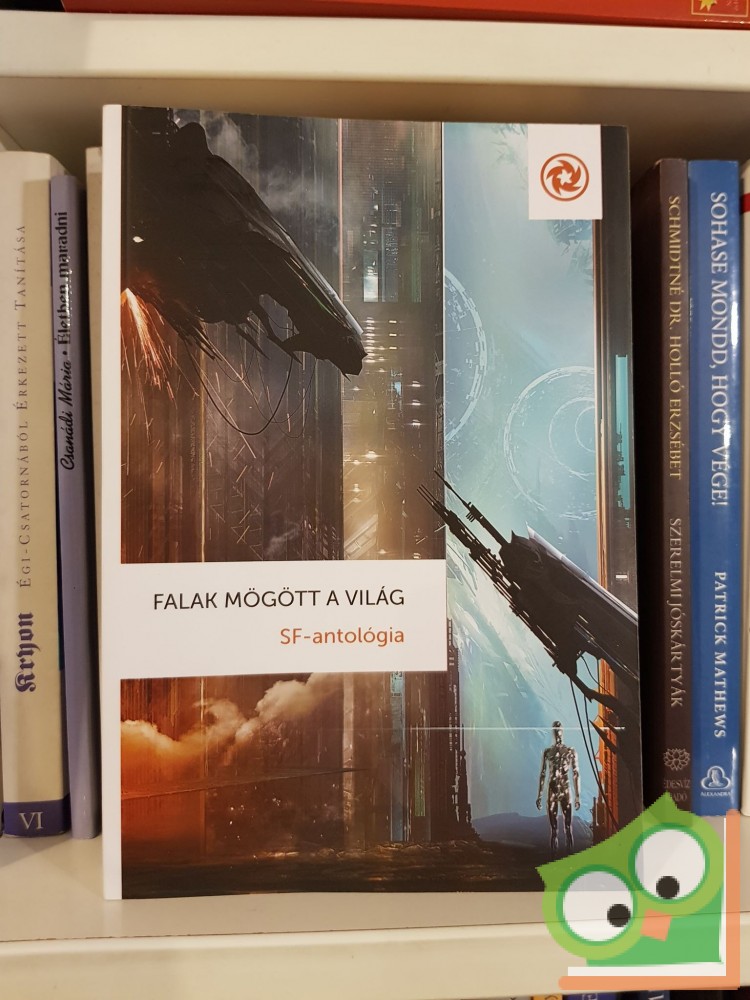 Kryon
ÉGI-CSATORNÁBÓL ÉRKEZETT TANÍTÁSA
VI
Csanádi Mária • Életben maradni
FALAK MÖGÖTT A VILÁG
SF-antológia
SCHMIDTNÉ DR. HOLLÓ ERZSÉBET
SZERELMI JÓSKÁRTYÁK
SOHASE MONDD, HOGY VÉGE!
PATRICK MATHEWS
ALEXANDRA